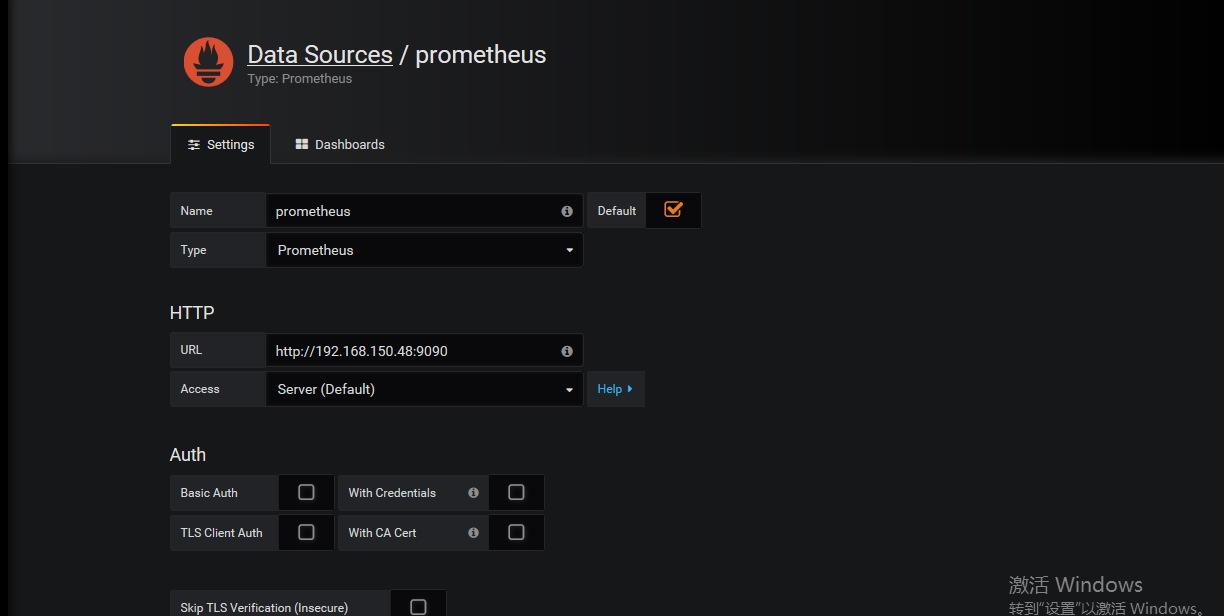 Data Sources / prometheus
Type: Prometheus
Settings Dashboards
Name prometheus Default
Type Prometheus
HTTP
URL http://192.168.150.48:9090
Access Server (Default) Help
Auth
Basic Auth With Credentials
TLS Client Auth With CA Cert
激活 Windows
Skip TLS Verification (Insecure) 转到“设置”以激活 Windows。